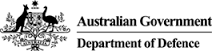 Australian Government
Department of Defence